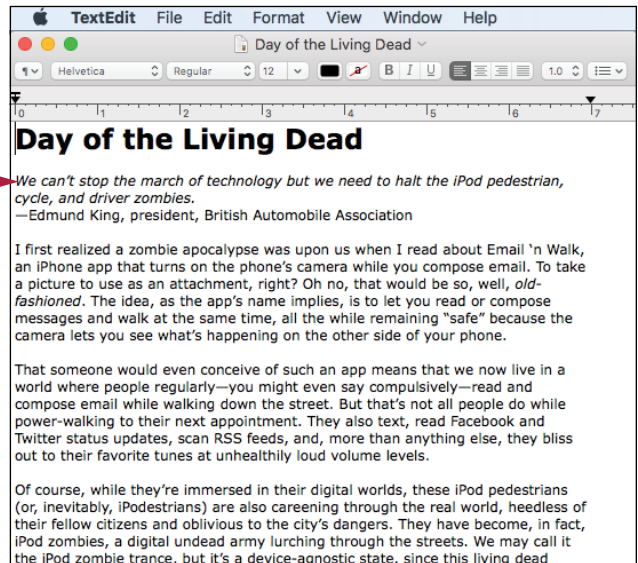 TextEdit File Edit Format View Window Help
Day of the Living Dead
Helvetica Regular 12 a B I U 1.0
0 1 2 3 4 5 6 7
Day of the Living Dead
We can't stop the march of technology but we need to halt the iPod pedestrian,
cycle, and driver zombies.
—Edmund King, president, British Automobile Association
I first realized a zombie apocalypse was upon us when I read about Email ‘n Walk,
an iPhone app that turns on the phone's camera while you compose email. To take
a picture to use as an attachment, right? Oh no, that would be so, well, old-
fashioned. The idea, as the app's name implies, is to let you read or compose
messages and walk at the same time, all the while remaining “safe” because the
camera lets you see what's happening on the other side of your phone.
That someone would even conceive of such an app means that we now live in a
world where people regularly—you might even say compulsively—read and
compose email while walking down the street. But that's not all people do while
power-walking to their next appointment. They also text, read Facebook and
Twitter status updates, scan RSS feeds, and, more than anything else, they bliss
out to their favorite tunes at unhealthily loud volume levels.
Of course, while they're immersed in their digital worlds, these iPod pedestrians
(or, inevitably, iPodestrians) are also careening through the real world, heedless of
their fellow citizens and oblivious to the city's dangers. They have become, in fact,
iPod zombies, a digital undead army lurching through the streets. We may call it
the iPod zombie trance, but it's a device-agnostic state, since this living dead